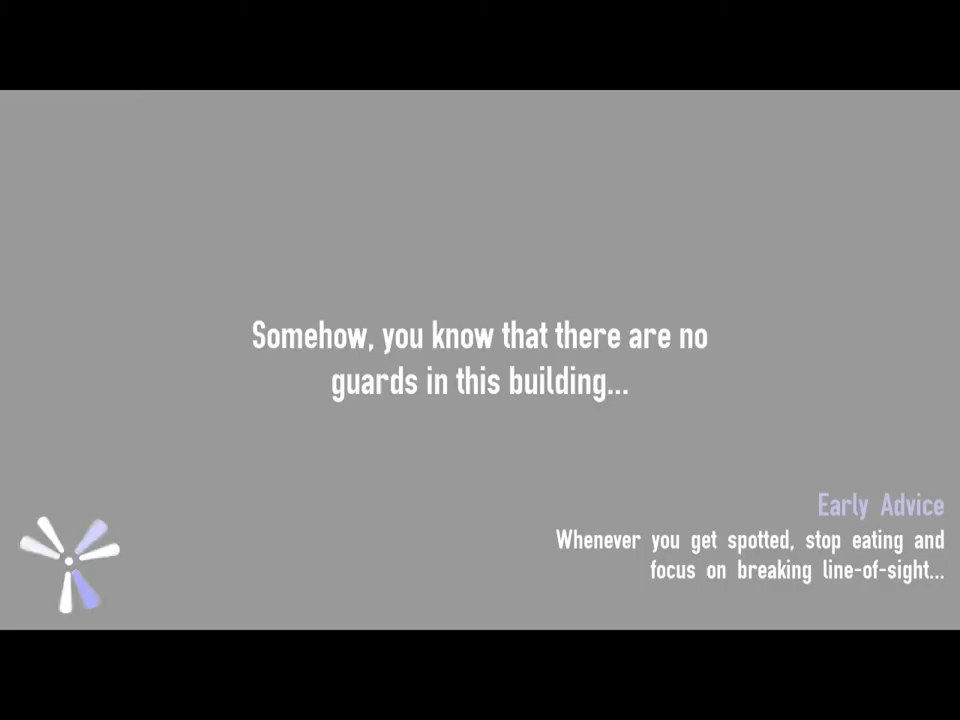 Somehow, you know that there are no
guards in this building...
Early Advice
Whenever you get spotted, stop eating and
focus on breaking line-of-sight...